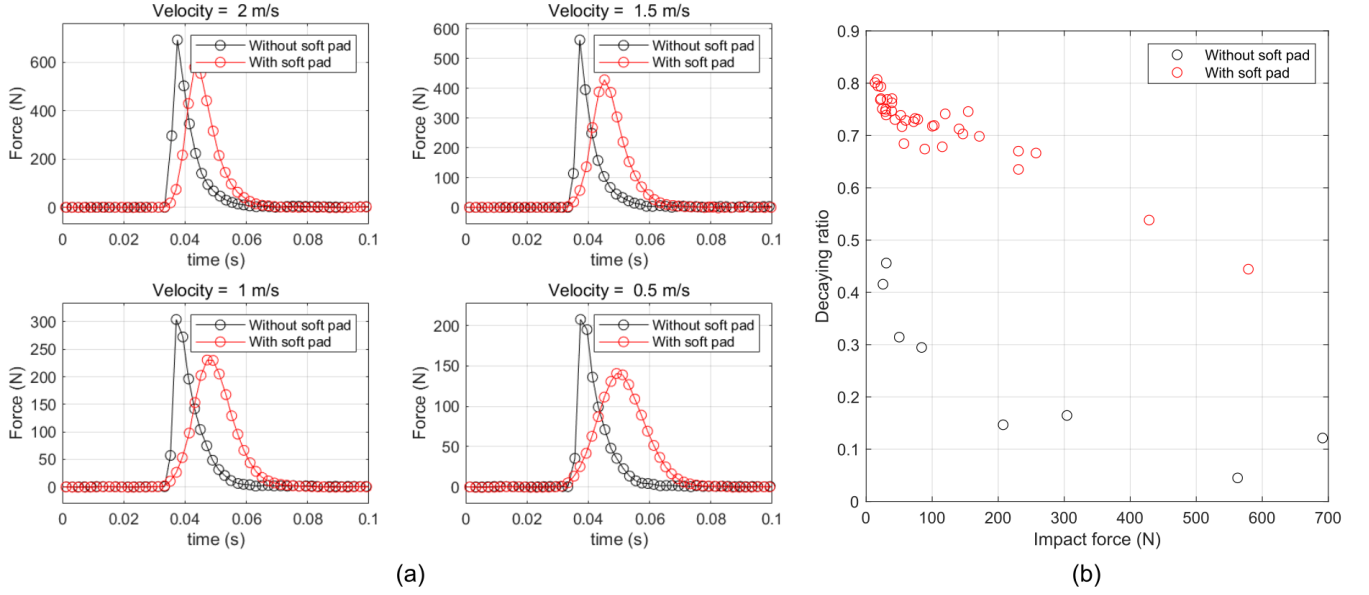 Velocity = 2 m/s
Force (N)
600
400
200
0
0
0.02
0.04
0.06
0.08
0.1
time (s)
Without soft pad
With soft pad
Velocity = 1.5 m/s
Force (N)
600
500
400
300
200
100
0
0
0.02
0.04
0.06
0.08
0.1
time (s)
Without soft pad
With soft pad
Velocity = 1 m/s
Force (N)
300
250
200
150
100
50
0
0
0.02
0.04
0.06
0.08
0.1
time (s)
Without soft pad
With soft pad
Velocity = 0.5 m/s
Force (N)
200
150
100
50
0
0
0.02
0.04
0.06
0.08
0.1
time (s)
Without soft pad
With soft pad
(a)
Decaying ratio
0.9
0.8
0.7
0.6
0.5
0.4
0.3
0.2
0.1
0
0
100
200
300
400
500
600
700
Impact force (N)
Without soft pad
With soft pad
(b)